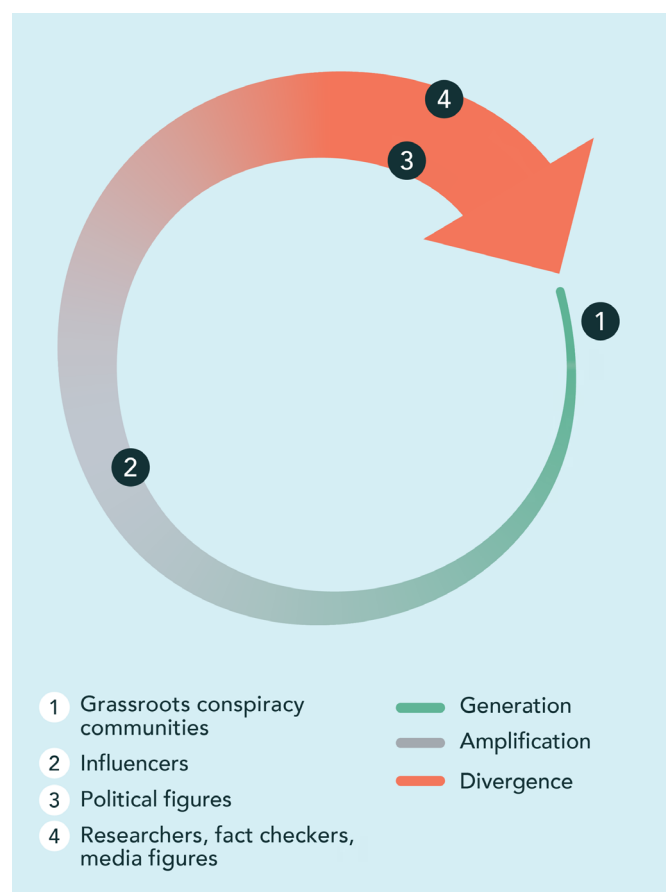 4
3
1
2
1 Grassroots conspiracy
communities
2 Influencers
3 Political figures
4 Researchers, fact checkers,
media figures
Generation
Amplification
Divergence